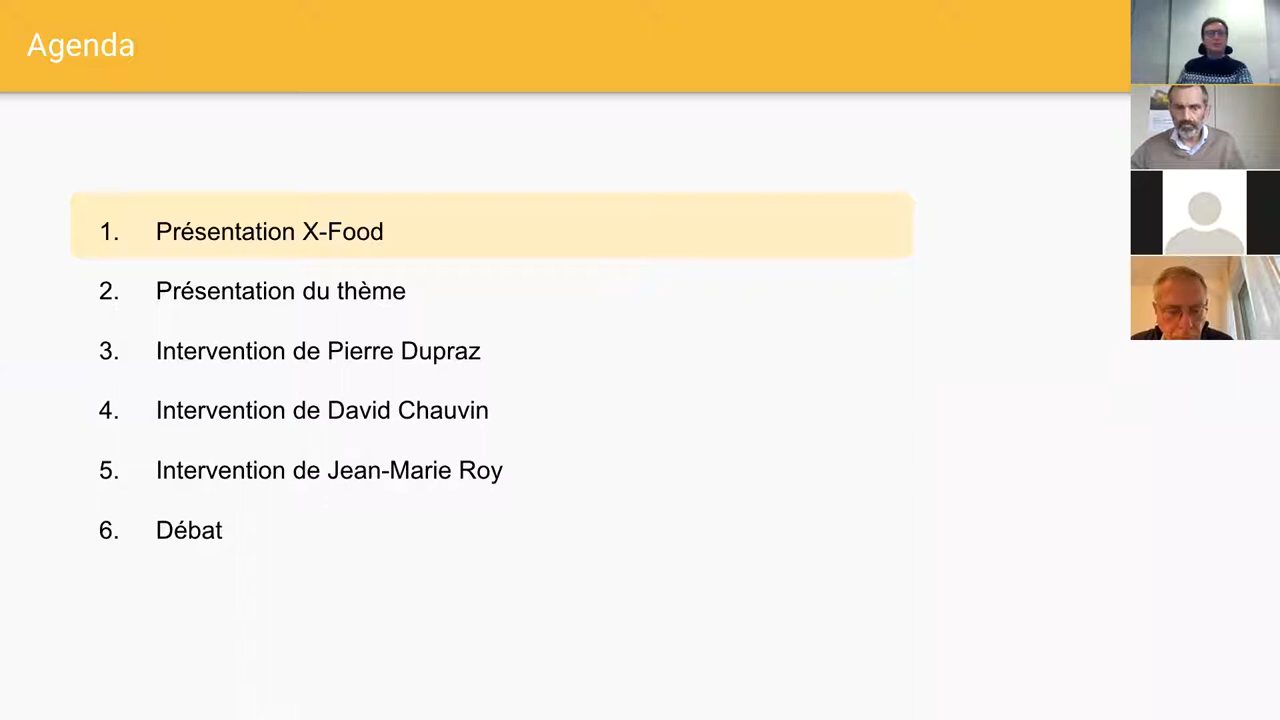 Agenda
1. Présentation X-Food
2. Présentation du thème
3. Intervention de Pierre Dupraz
4. Intervention de David Chauvin
5. Intervention de Jean-Marie Roy
6. Débat